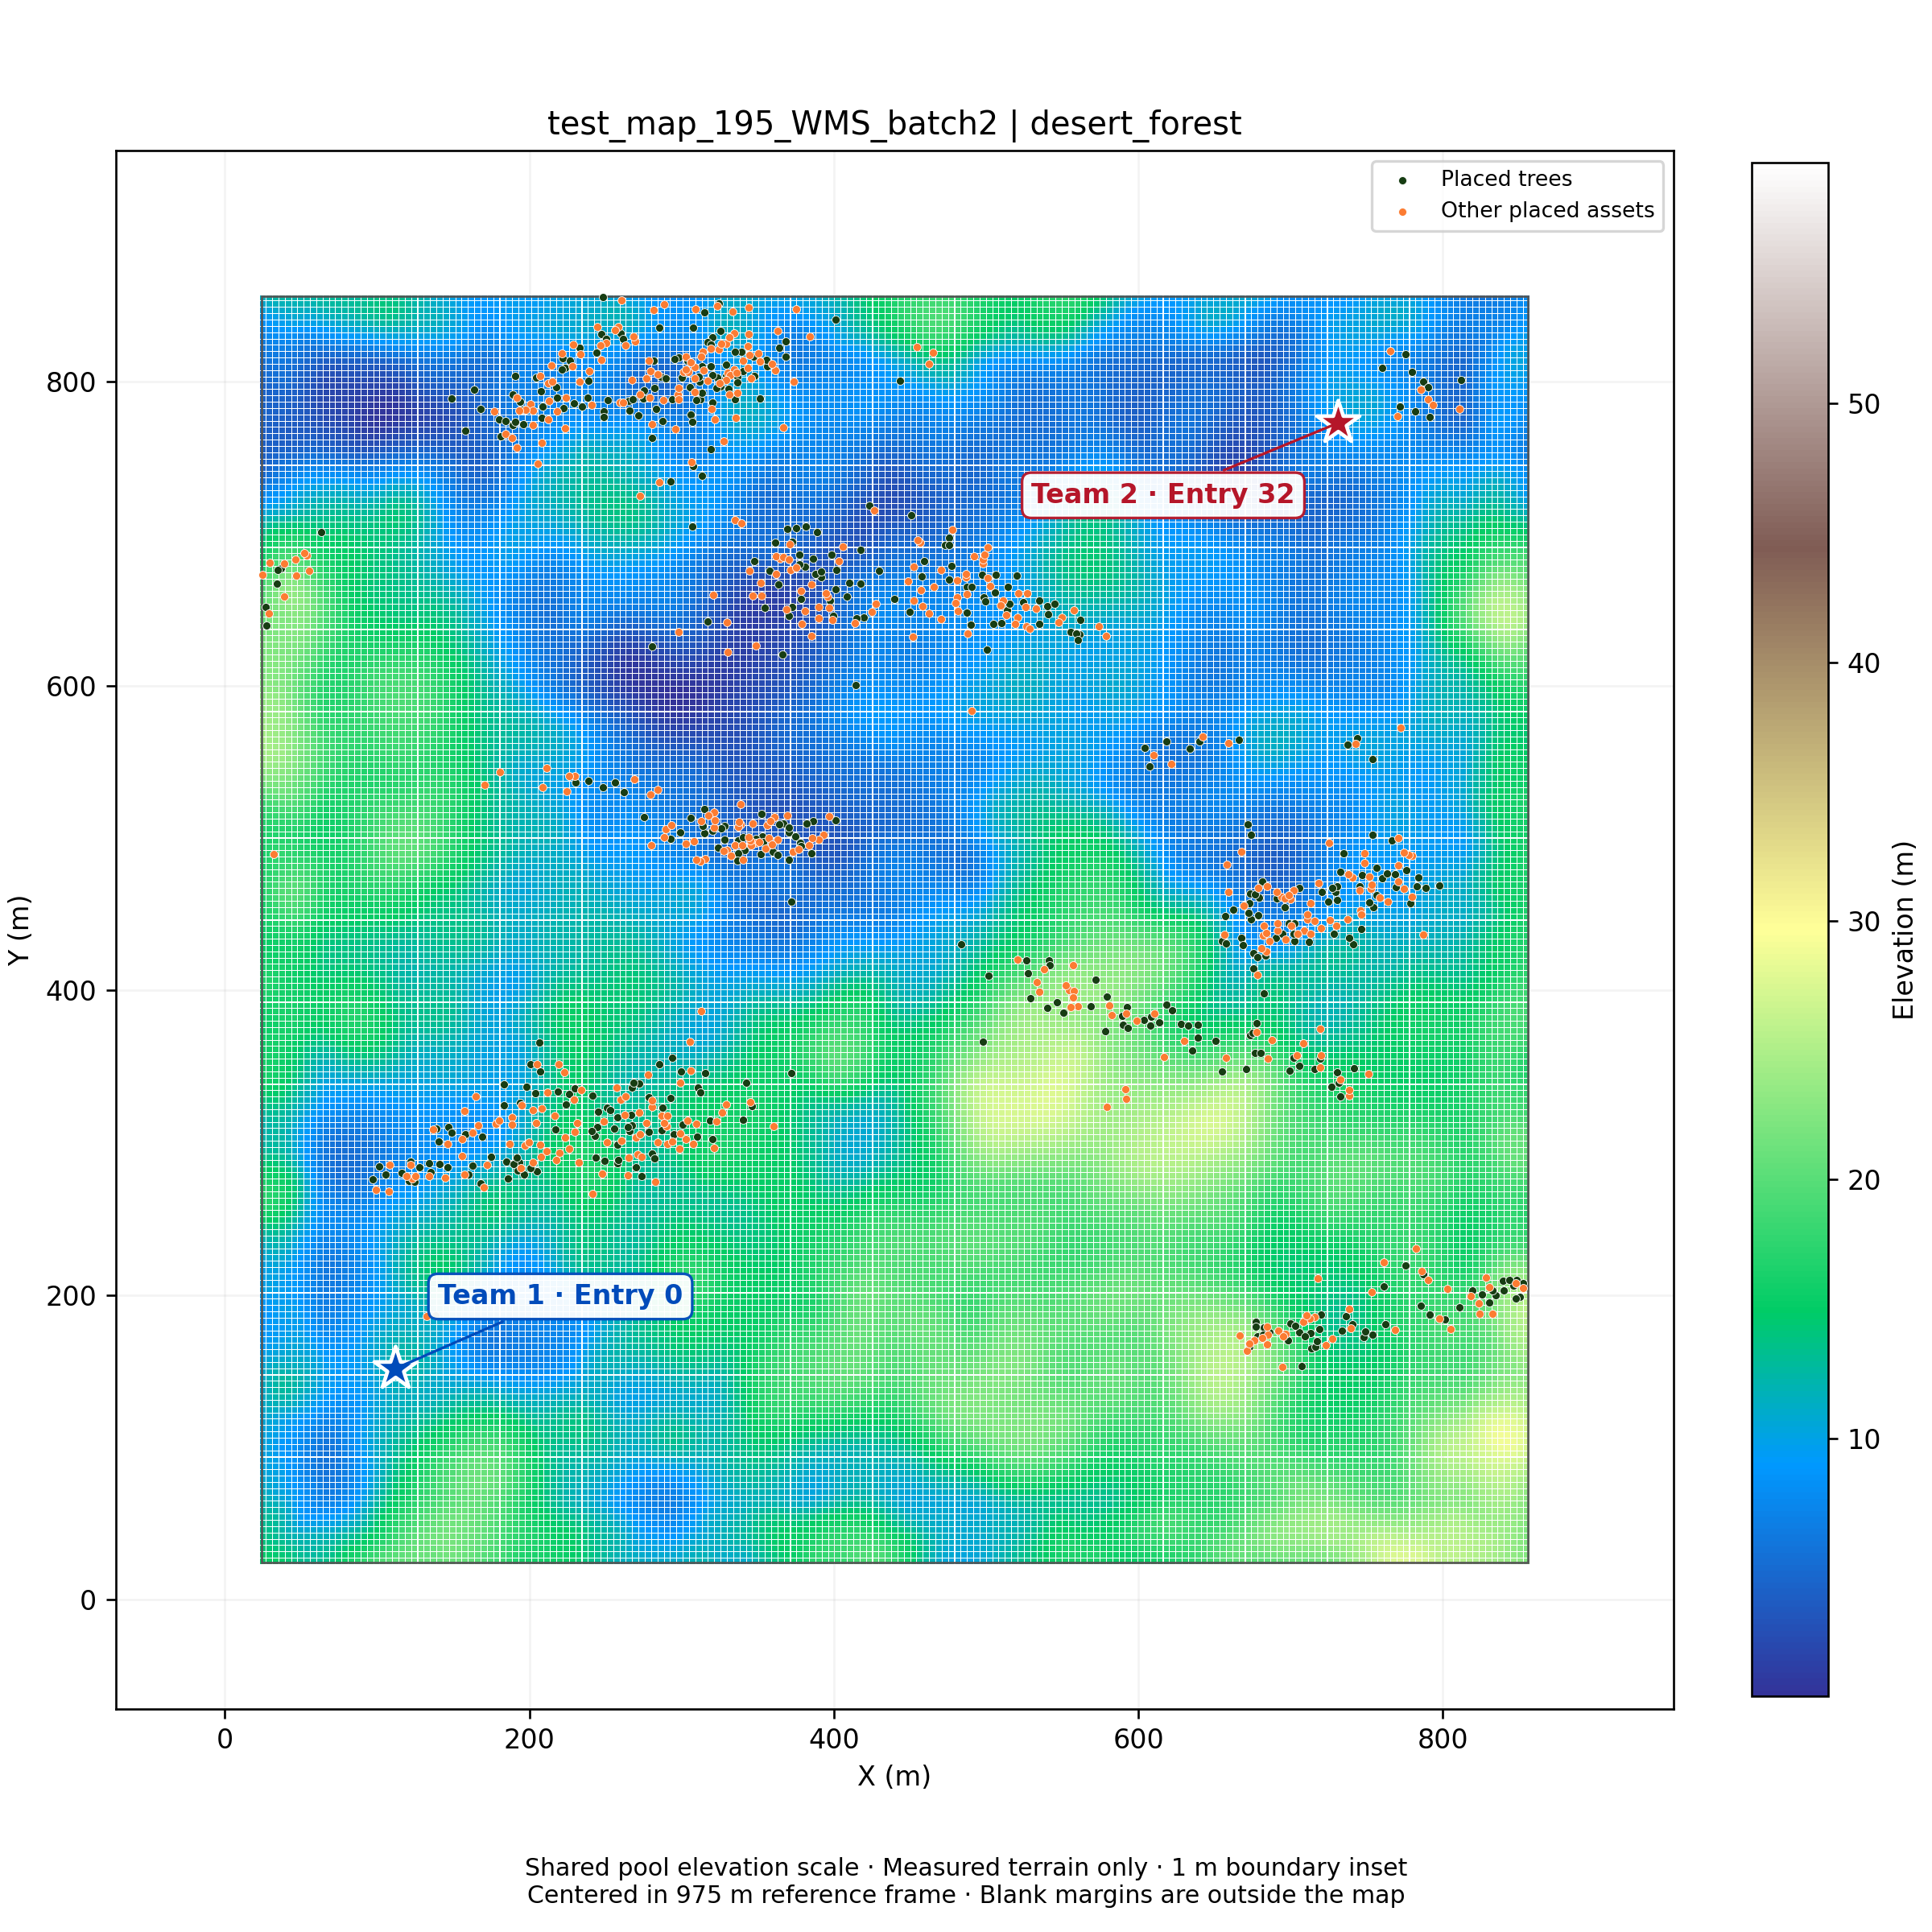 test_map_195_WMS_batch2 | desert_forest
Placed trees
Other placed assets
Team 2 · Entry 32
Team 1 · Entry 0
800
600
400
200
0
Y (m)
0
200
400
600
800
X (m)
50
40
30
20
10
Elevation (m)
Shared pool elevation scale · Measured terrain only · 1 m boundary inset
Centered in 975 m reference frame · Blank margins are outside the map